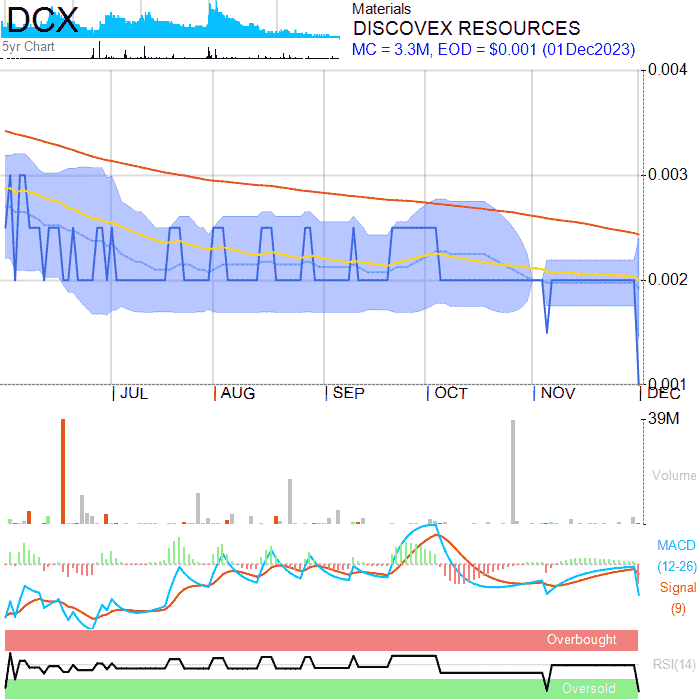 DCX
5yr Chart
Materials
DISCOVEX RESOURCES
MC = 3.3M, EOD = $0.001 (01Dec2023)
0.004
0.003
0.002
0.001
JUL
AUG
SEP
OCT
NOV
DEC
39M
Volume
MACD
(12-26)
Signal
(9)
Overbought
RSI(14)
Oversold